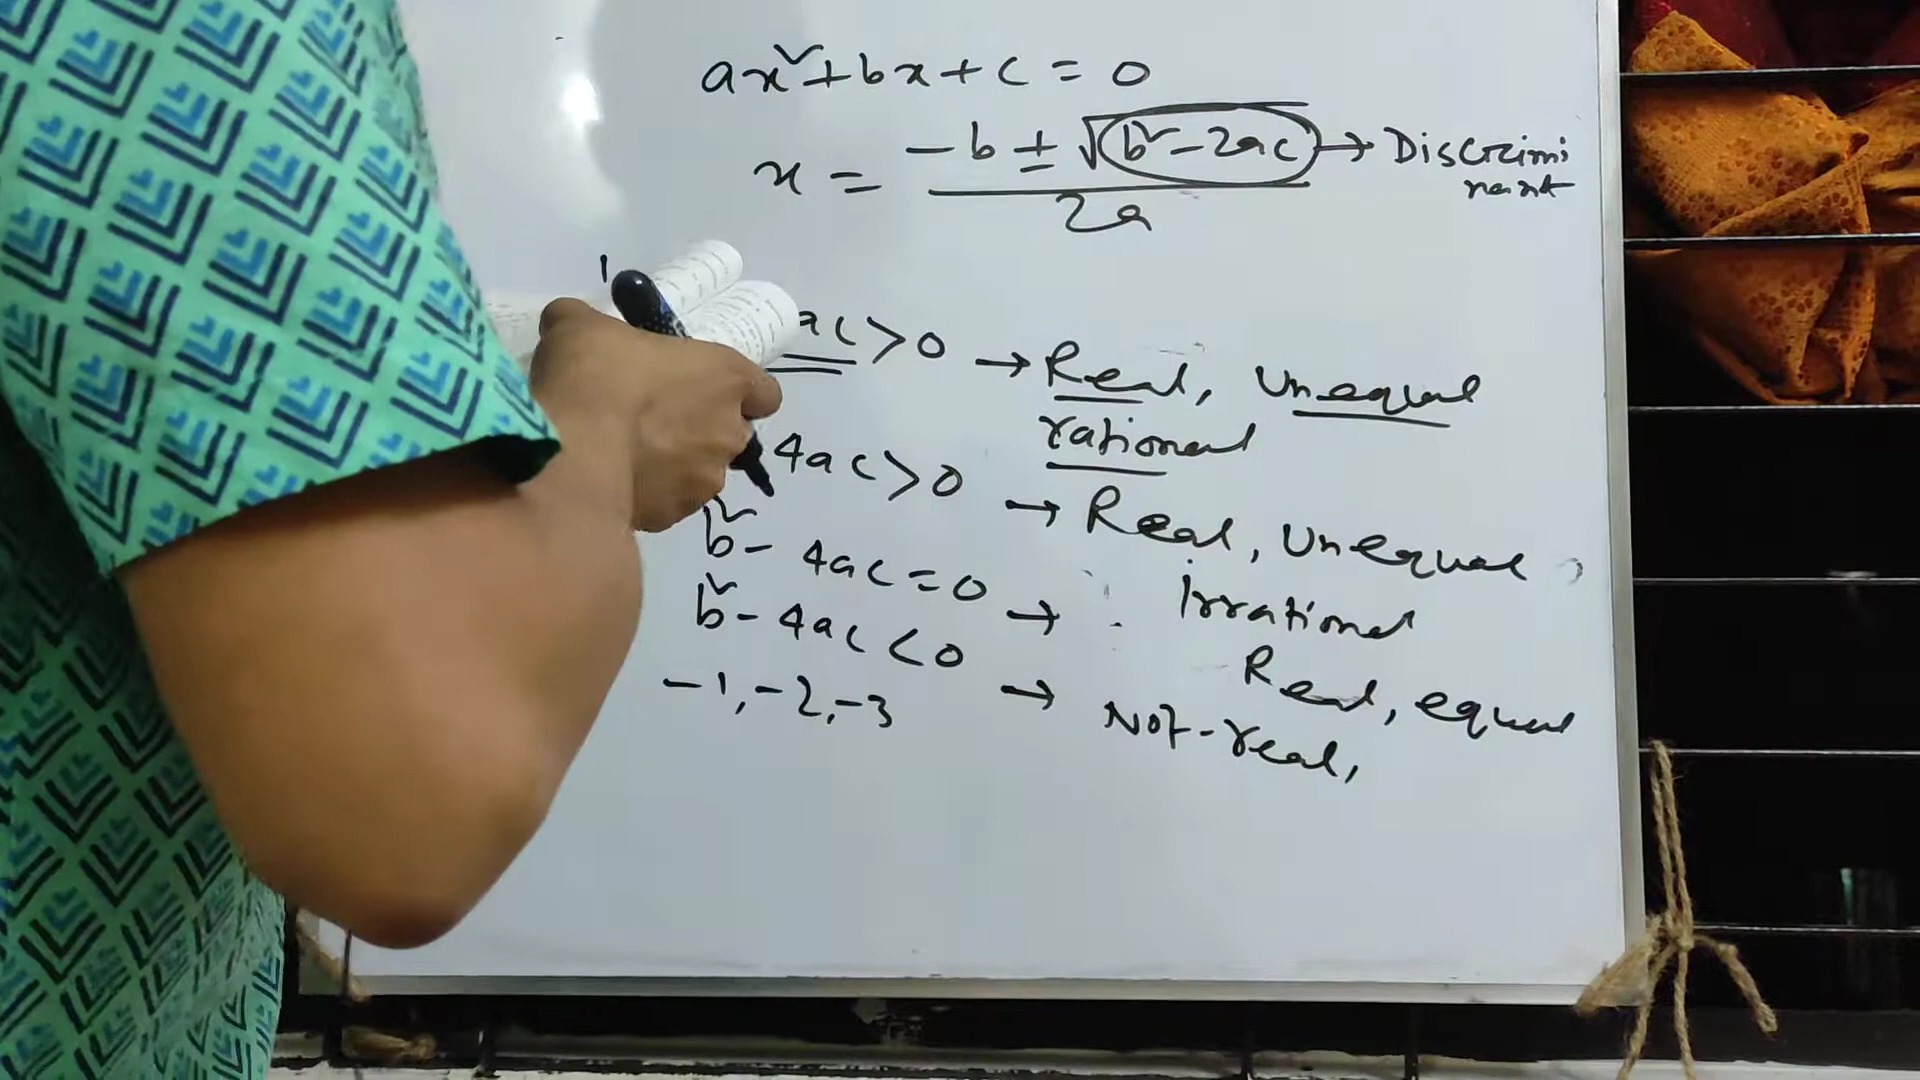 ax²+bx+c=0
x = -b ± √b²-2ac → Discrimi
nant
2a
ac>0 → Real, Unequal
rational
4ac>0 → Real, Unequal
Irrational
b²- 4ac=0 → Real, equal
b²- 4ac<0 → Not-real,
-1,-2,-3